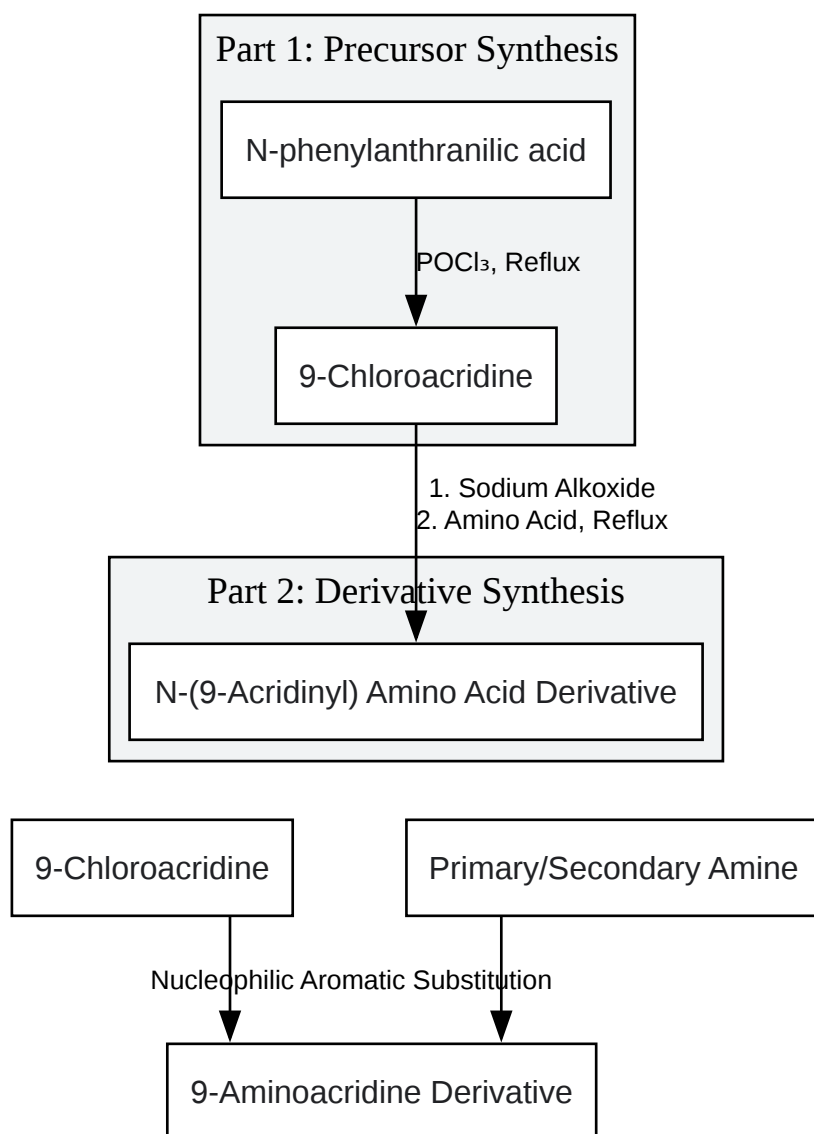 Part 1: Precursor Synthesis
N-phenylanthranilic acid
POCl₃, Reflux
9-Chloroacridine
1. Sodium Alkoxide
2. Amino Acid, Reflux
Part 2: Derivative Synthesis
N-(9-Acridinyl) Amino Acid Derivative
9-Chloroacridine
Primary/Secondary Amine
Nucleophilic Aromatic Substitution
9-Aminoacridine Derivative